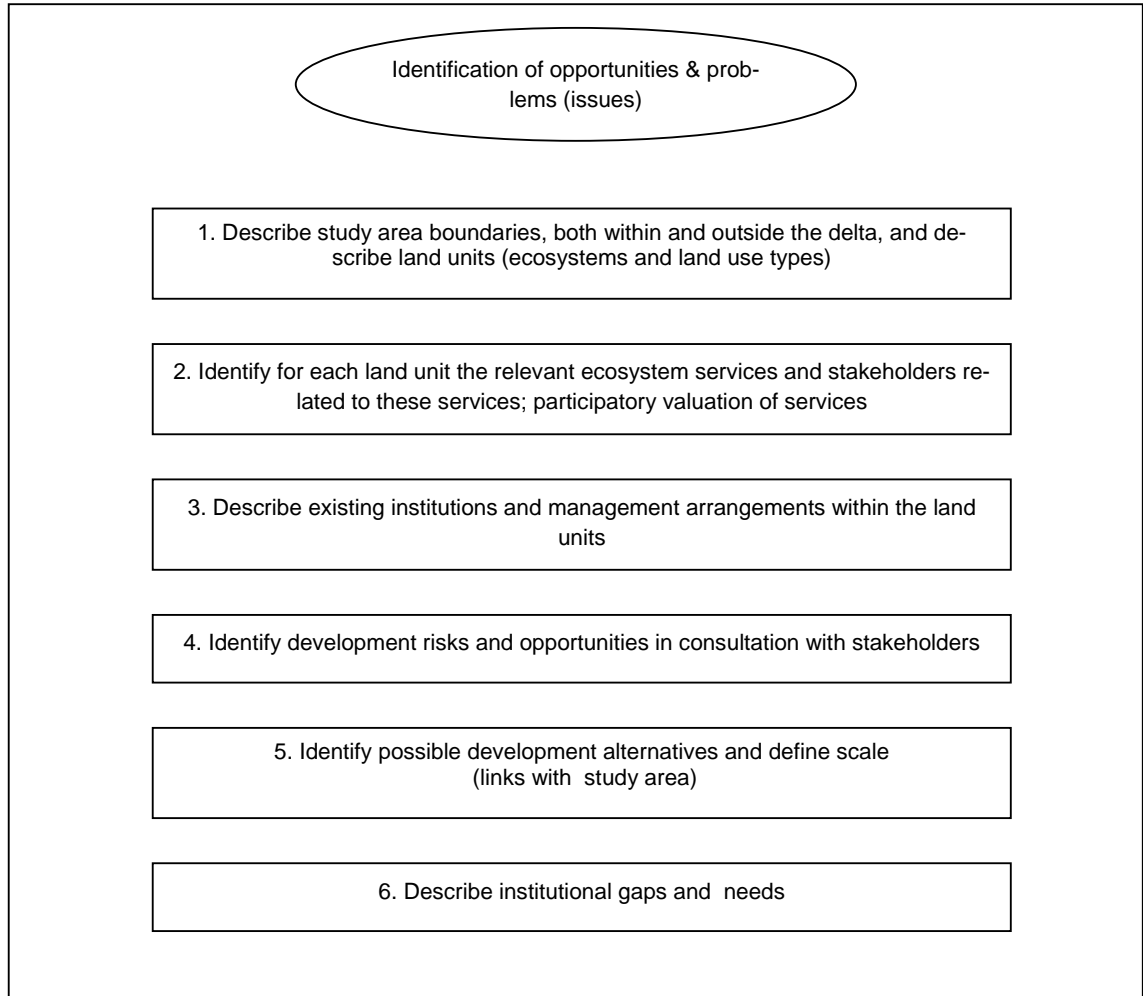 Identification of opportunities & prob-
lems (issues)
1. Describe study area boundaries, both within and outside the delta, and de-
scribe land units (ecosystems and land use types)
2. Identify for each land unit the relevant ecosystem services and stakeholders re-
lated to these services; participatory valuation of services
3. Describe existing institutions and management arrangements within the land
units
4. Identify development risks and opportunities in consultation with stakeholders
5. Identify possible development alternatives and define scale
(links with  study area)
6. Describe institutional gaps and  needs